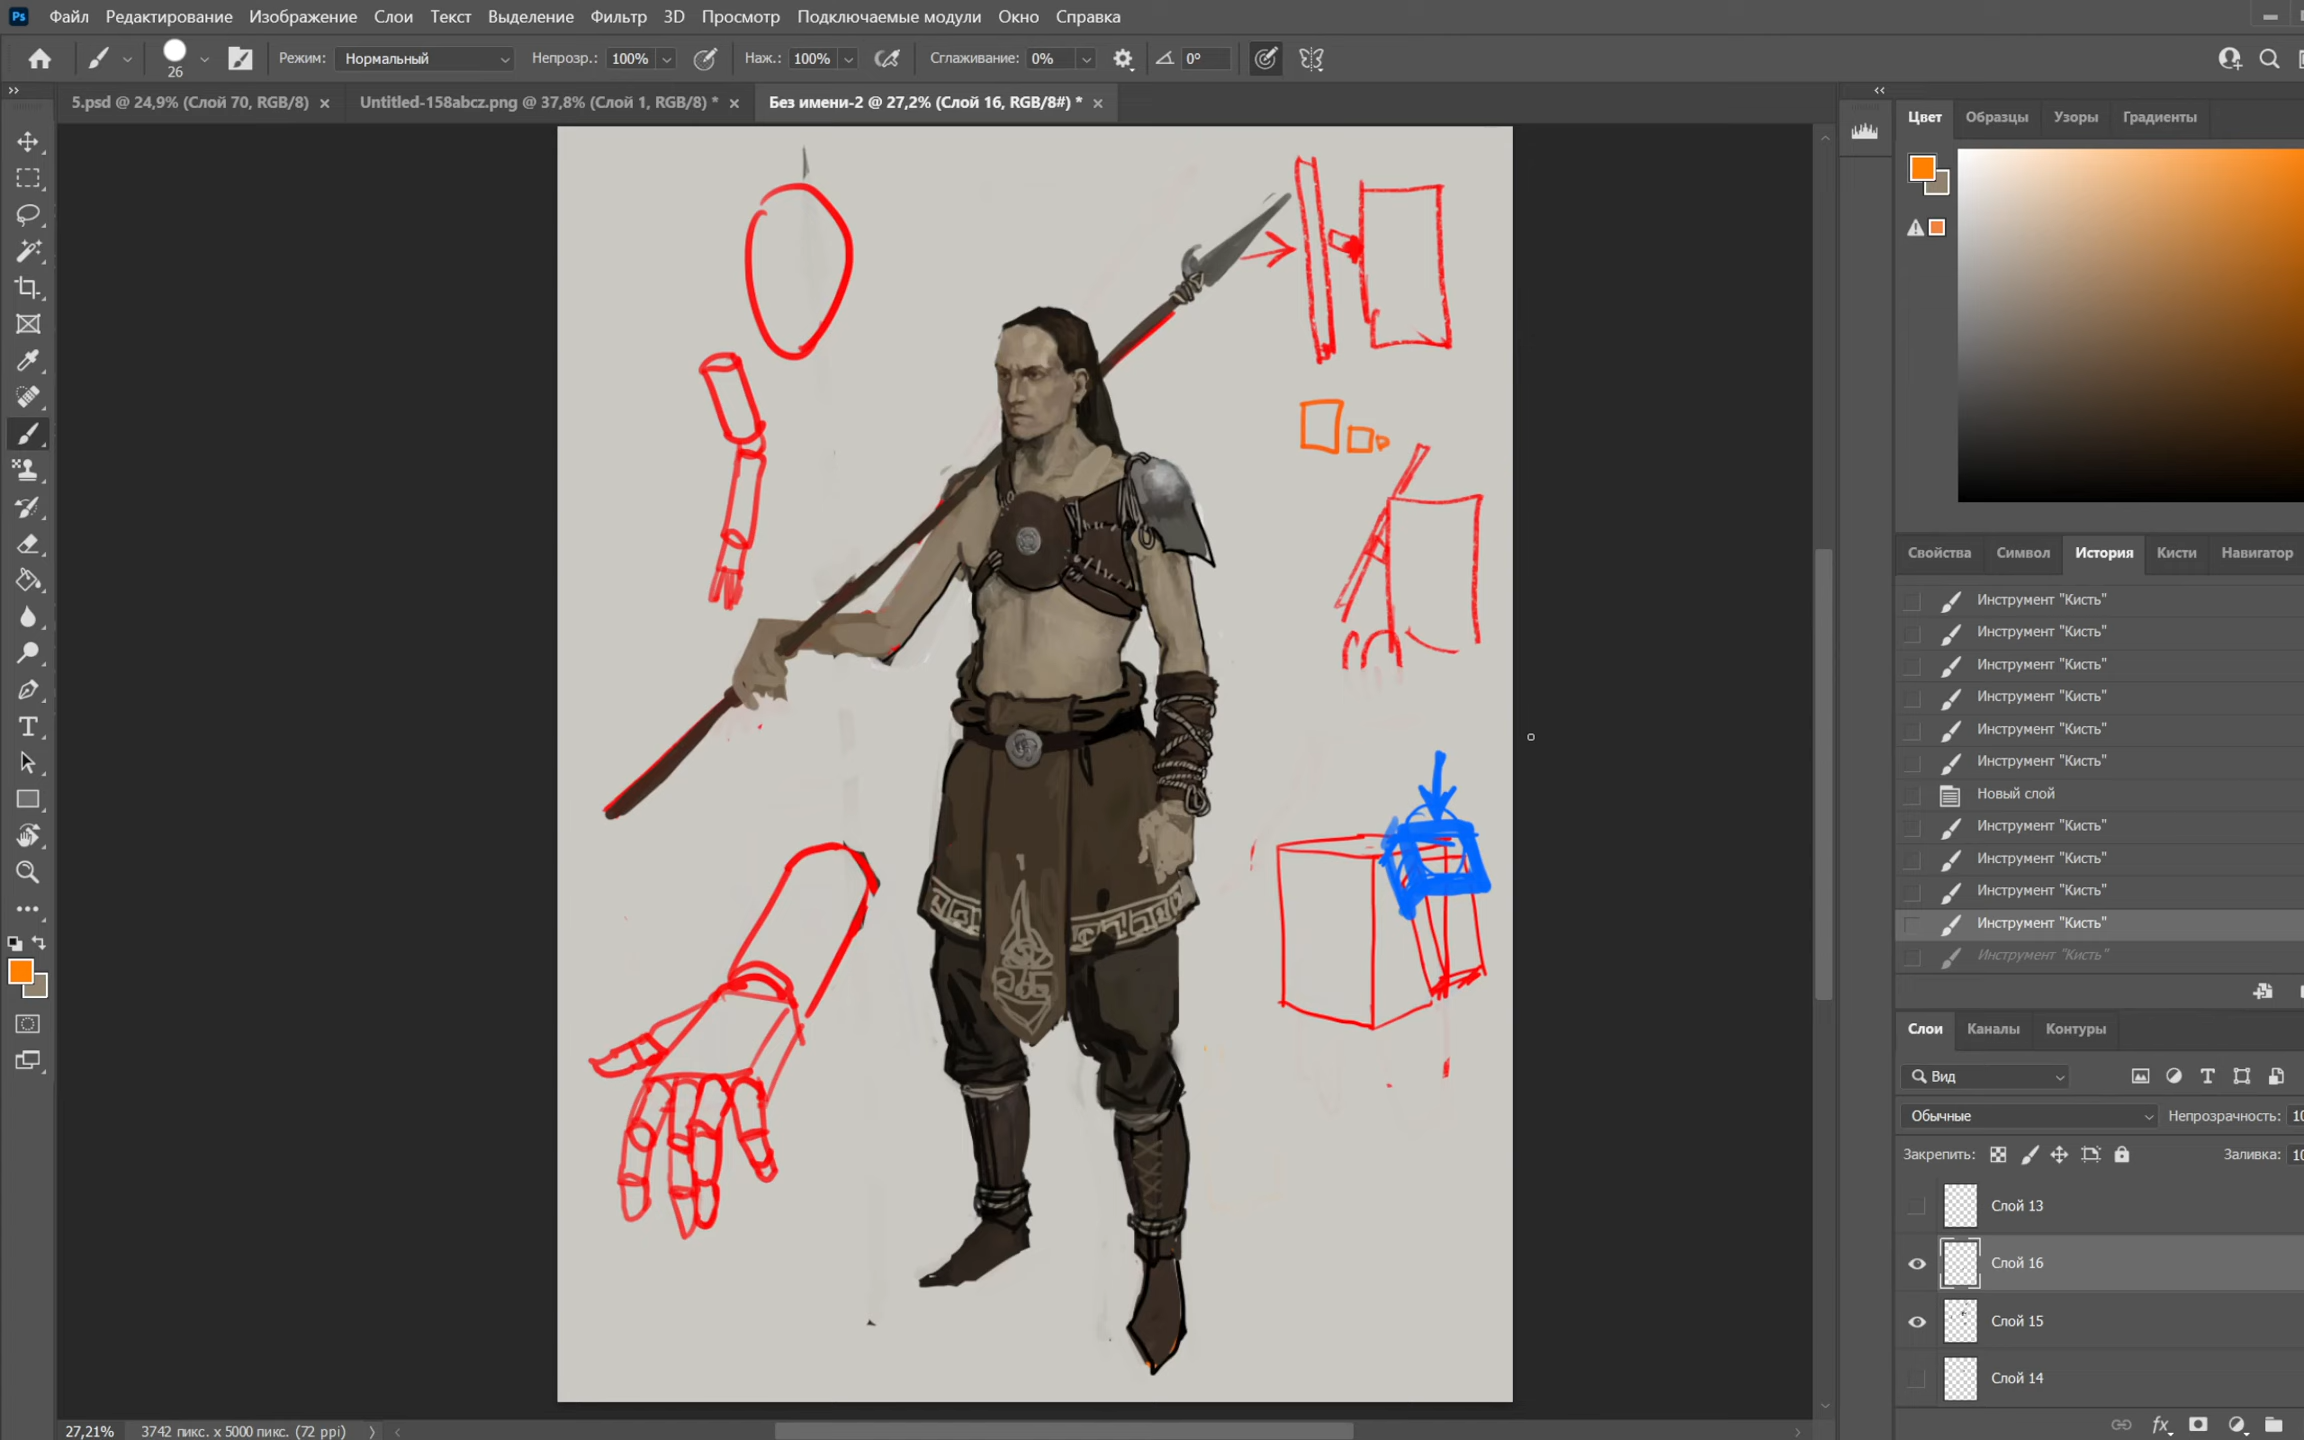 Ps Файл Редактирование Изображение Слои Текст Выделение Фильтр 3D Просмотр Подключаемые модули Окно Справка
26 Режим: Нормальный Непрозр.: 100% Наж.: 100% Сглаживание: 0% 0°
5.psd @ 24,9% (Слой 70, RGB/8) × Untitled-158abcz.png @ 37,8% (Слой 1, RGB/8) * × Без имени-2 @ 27,2% (Слой 16, RGB/8#) * ×
Цвет Образцы Узоры Градиенты
Свойства Символ История Кисти Навигатор
Инструмент "Кисть"
Инструмент "Кисть"
Инструмент "Кисть"
Инструмент "Кисть"
Инструмент "Кисть"
Инструмент "Кисть"
Новый слой
Инструмент "Кисть"
Инструмент "Кисть"
Инструмент "Кисть"
Инструмент "Кисть"
Инструмент "Кисть"
Слои Каналы Контуры
Вид
Обычные Непрозрачность: 10
Закрепить: Заливка: 10
Слой 13
Слой 16
Слой 15
Слой 14
fx
27,21% 3742 пикс. x 5000 пикс. (72 ppi)